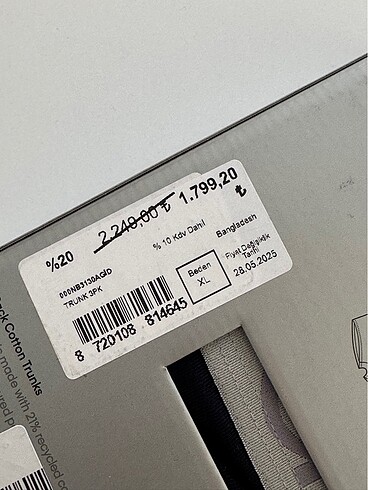 %20
2.249,00 ₺ 1.799,20 ₺
% 10 Kdv Dahil
Bangladesh
000NB3130AGID
TRUNK 3PK
Beden
XL
Fiyat Değişiklik
Tarihi
28.05.2025
8 720108 814645
Cotton Trunks
made with 21% recycled